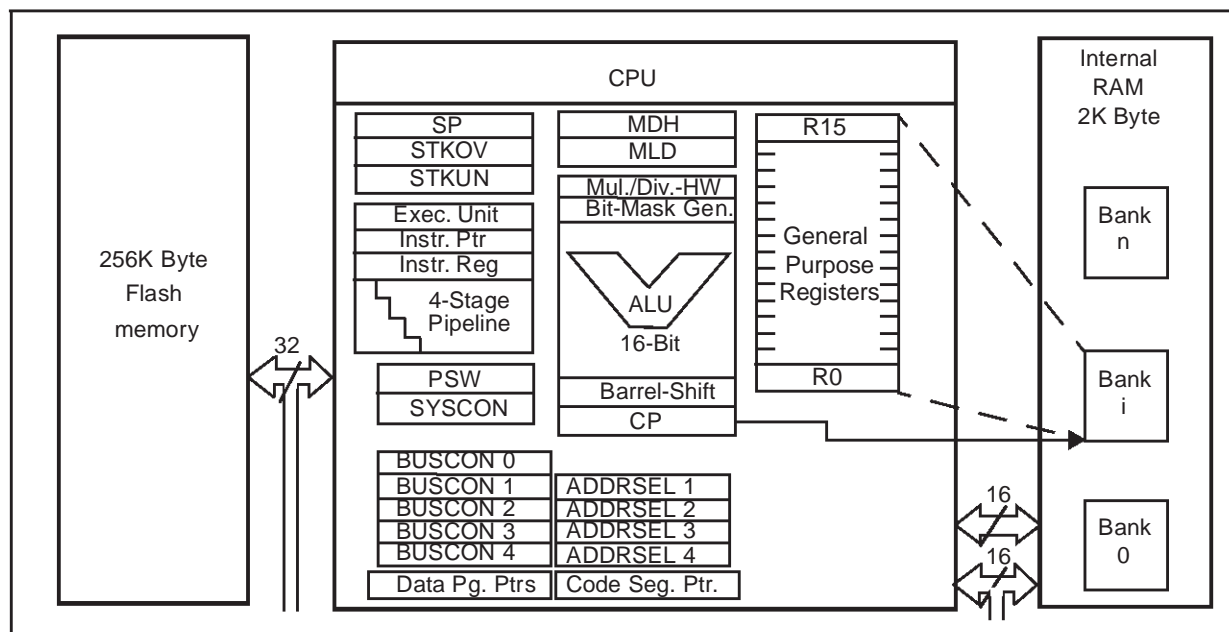 CPU
256K Byte
Flash
memory
32
SP
STKOV
STKUN
Exec. Unit
Instr. Ptr
Instr. Reg
4-Stage
Pipeline
PSW
SYSCON
BUSCON 0
BUSCON 1
BUSCON 2
BUSCON 3
BUSCON 4
Data Pg. Ptrs
MDH
MLD
Mul./Div.-HW
Bit-Mask Gen.
ALU
16-Bit
Barrel-Shift
CP
ADDRSEL 1
ADDRSEL 2
ADDRSEL 3
ADDRSEL 4
Code Seg. Ptr.
R15
General
Purpose
Registers
R0
16
16
Internal
RAM
2K Byte
Bank
n
Bank
i
Bank
0